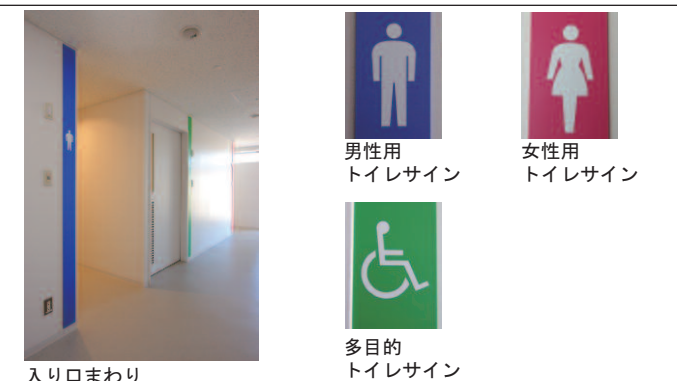 男性用
トイレサイン
女性用
トイレサイン
多目的
トイレサイン
入り口まわり